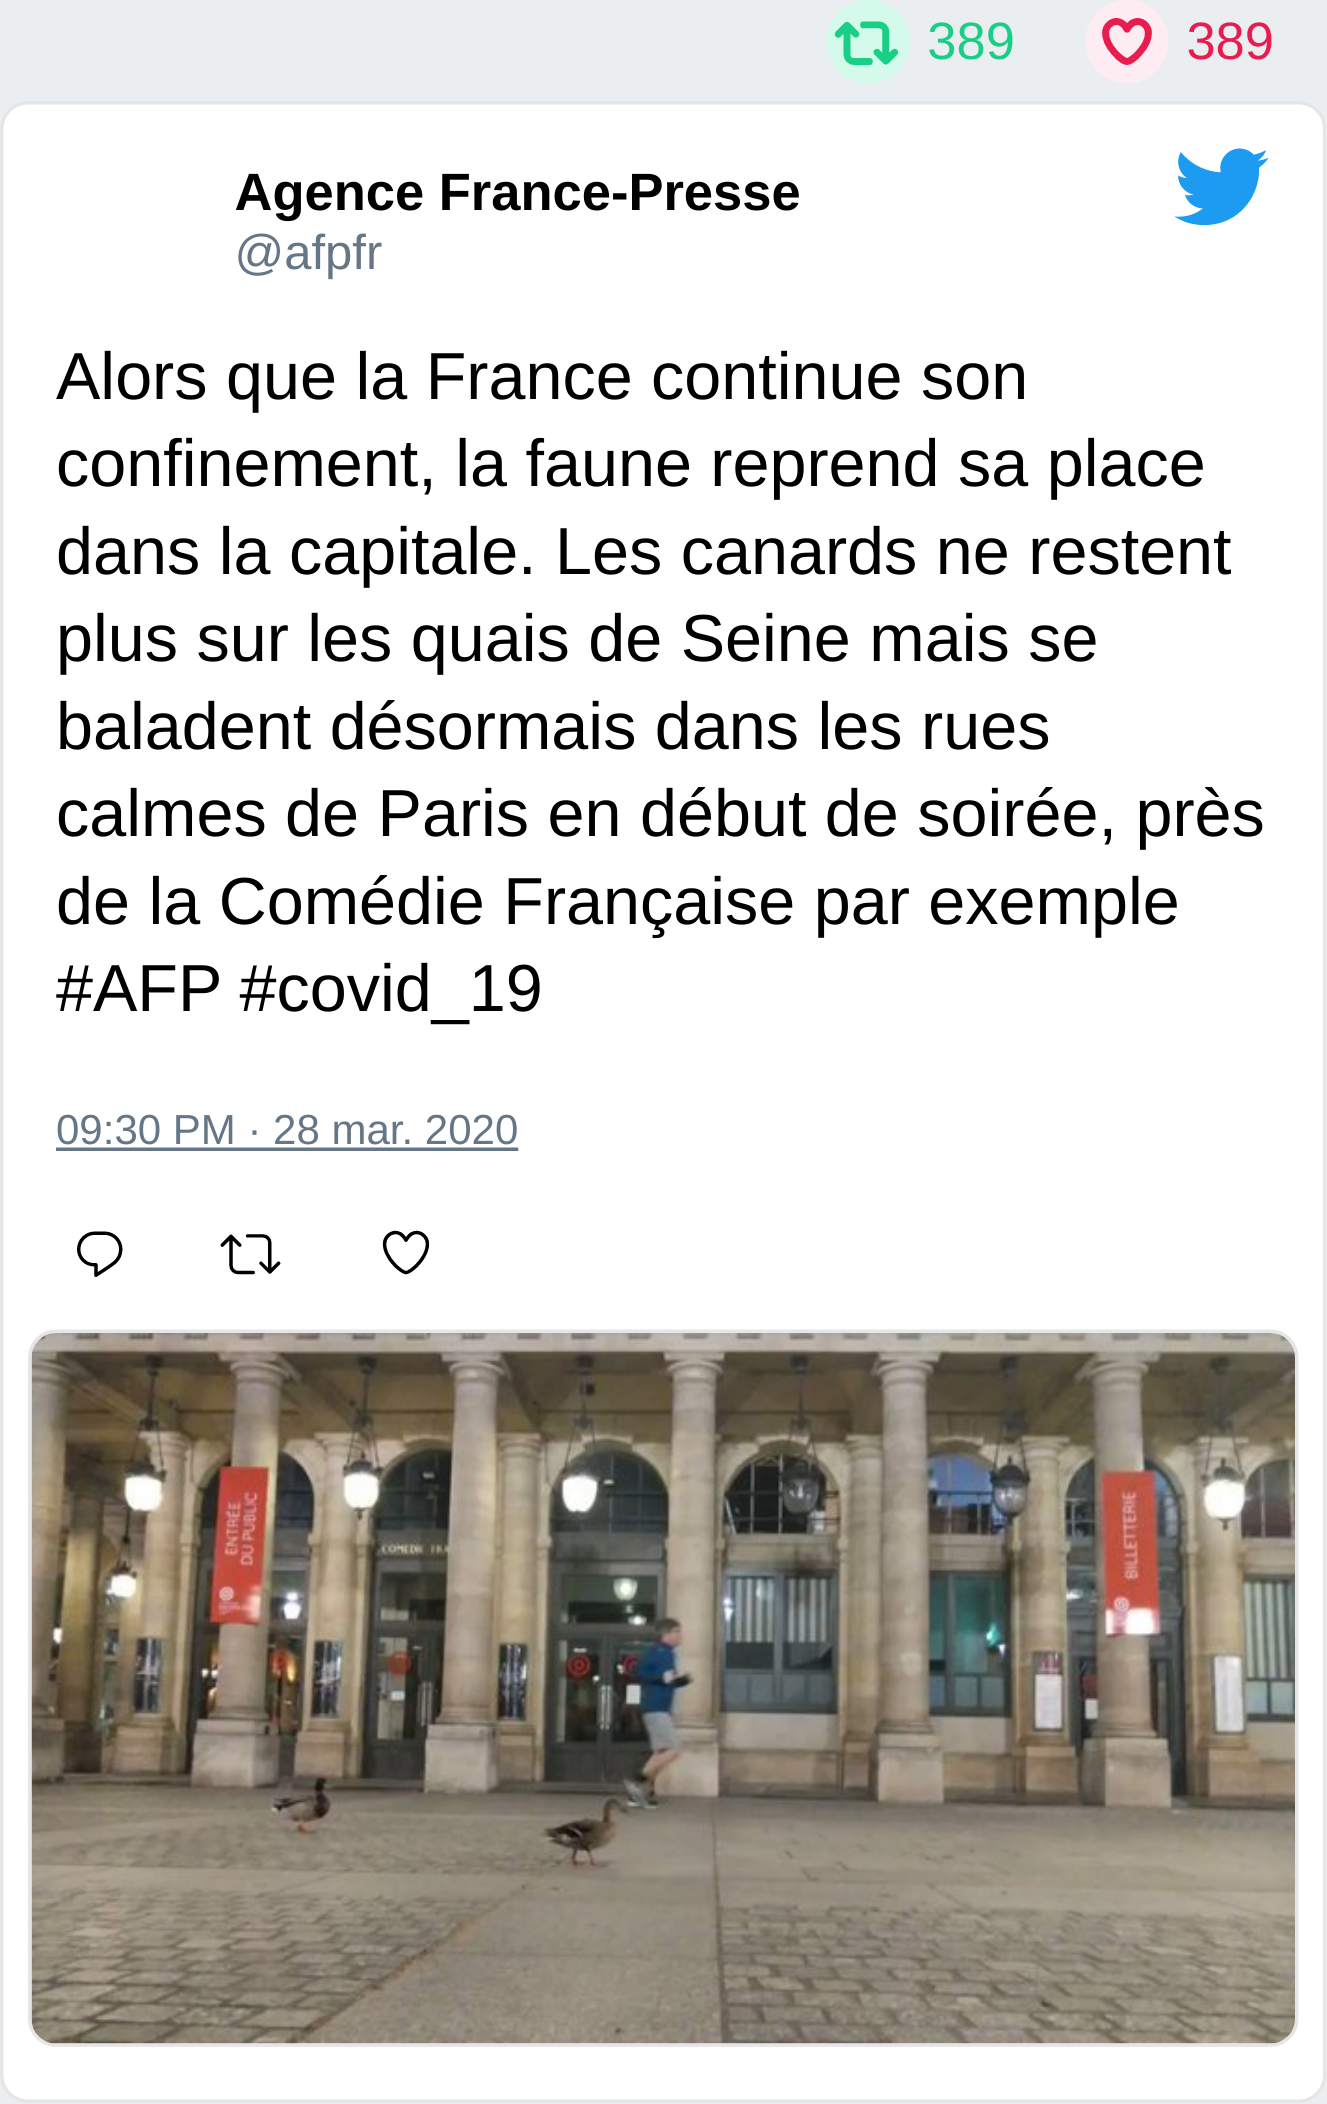 389 389
Agence France-Presse
@afpfr
Alors que la France continue son
confinement, la faune reprend sa place
dans la capitale. Les canards ne restent
plus sur les quais de Seine mais se
baladent désormais dans les rues
calmes de Paris en début de soirée, près
de la Comédie Française par exemple
#AFP #covid_19
09:30 PM · 28 mar. 2020
ENTRÉE
DU PUBLIC
COMEDIE
BILLETTERIE